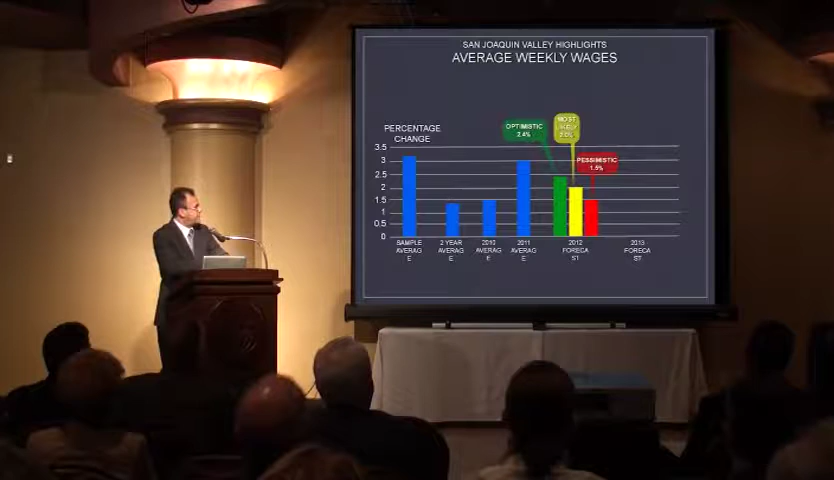 SAN JOAQUIN VALLEY HIGHLIGHTS
AVERAGE WEEKLY WAGES
PERCENTAGE
CHANGE
OPTIMISTIC
2.4%
MOST
LIKELY
2.0%
PESSIMISTIC
1.5%
3.5
3
2.5
2
1.5
1
0.5
0
SAMPLE
AVERAG
E
2 YEAR
AVERAG
E
2010
AVERAG
E
2011
AVERAG
E
2012
FORECA
ST
2013
FORECA
ST